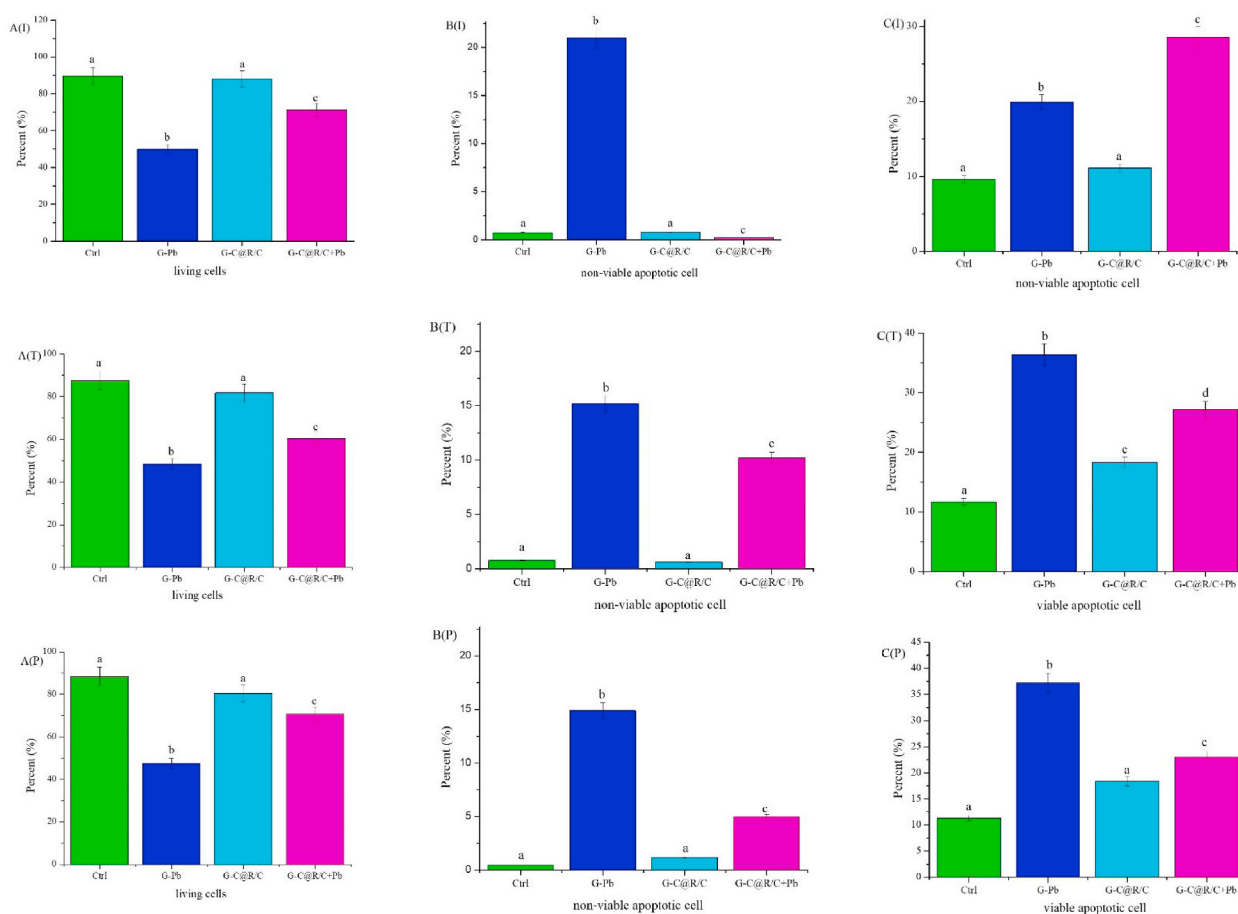 A(I)
Percent (%)
120
100
80
60
40
20
0
a
b
a
c
Ctrl G-Pb G-C@R/C G-C@R/C+Pb
living cells
B(I)
Percent (%)
20
15
10
5
0
a
b
a
c
Ctrl G-Pb G-C@R/C G-C@R/C+Pb
non-viable apoptotic cell
C(I)
Percent (%)
30
20
10
0
a
b
a
c
Ctrl G-Pb G-C@R/C G-C@R/C+Pb
non-viable apoptotic cell
A(T)
Percent (%)
100
80
60
40
20
0
a
b
a
c
Ctrl G-Pb G-C@R/C G-C@R/C+Pb
living cells
B(T)
Percent (%)
20
15
10
5
0
a
b
a
c
Ctrl G-Pb G-C@R/C G-C@R/C+Pb
non-viable apoptotic cell
C(T)
Percent (%)
40
30
20
10
0
a
b
c
d
Ctrl G-Pb G-C@R/C G-C@R/C+Pb
viable apoptotic cell
A(P)
Percent (%)
100
80
60
40
20
0
a
b
a
c
Ctrl G-Pb G-C@R/C G-C@R/C+Pb
living cells
B(P)
Percent (%)
20
15
10
5
0
a
b
a
c
Ctrl G-Pb G-C@R/C G-C@R/C+Pb
non-viable apoptotic cell
C(P)
Percent (%)
45
40
35
30
25
20
15
10
5
0
a
b
a
c
Ctrl G-Pb G-C@R/C G-C@R/C+Pb
viable apoptotic cell